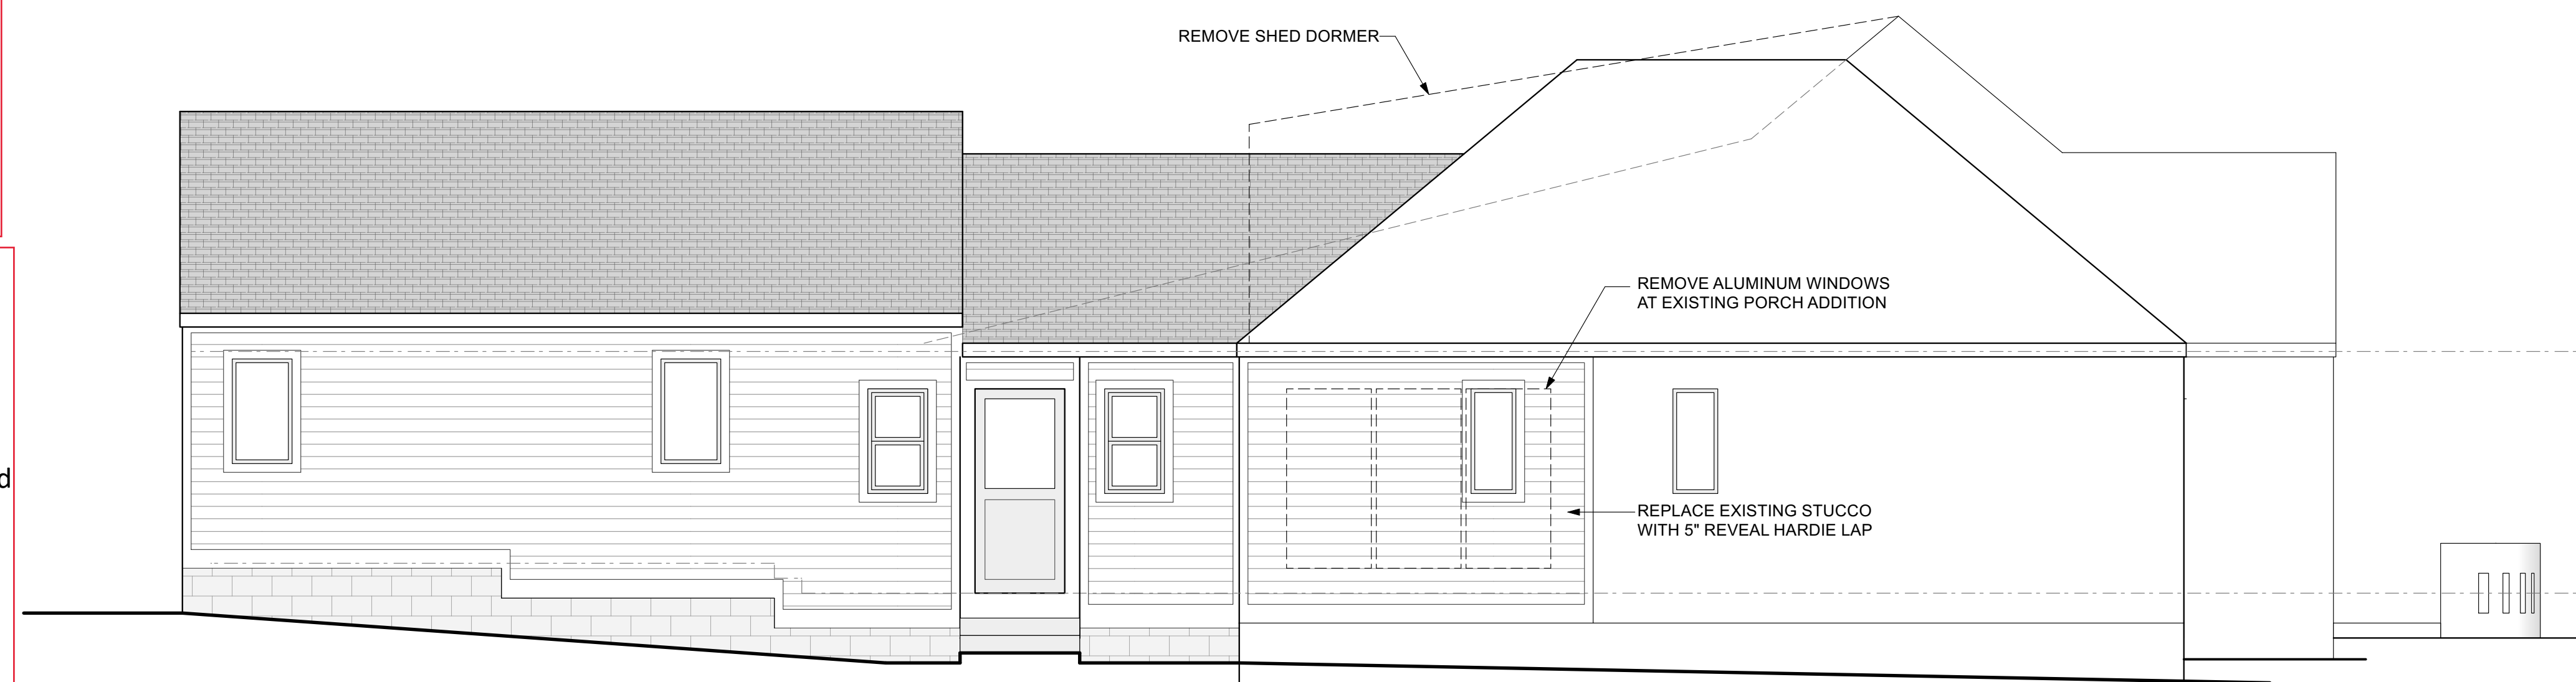 REMOVE SHED DORMER
REMOVE ALUMINUM WINDOWS
AT EXISTING PORCH ADDITION
d
REPLACE EXISTING STUCCO
WITH 5" REVEAL HARDIE LAP